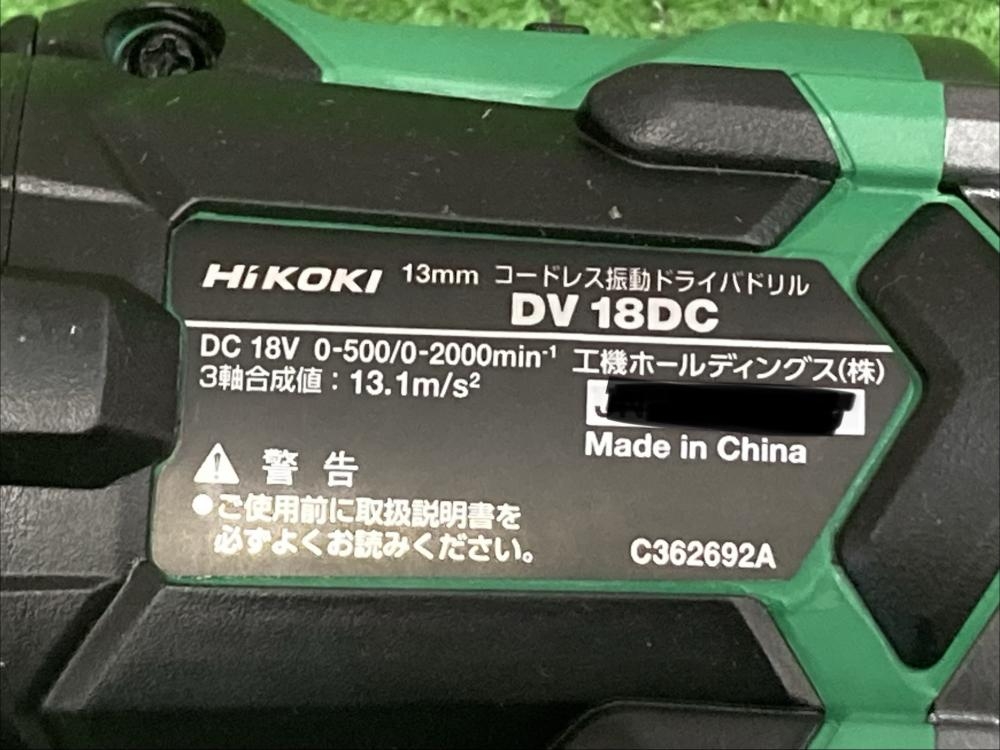 HiKOKI 13mm コードレス振動ドライバドリル
DV 18DC
DC 18V 0-500/0-2000min⁻¹ 工機ホールディングス(株)
3軸合成値：13.1m/s²
Made in China
⚠ 警告
●ご使用前に取扱説明書を
必ずよくお読みください。
C362692A